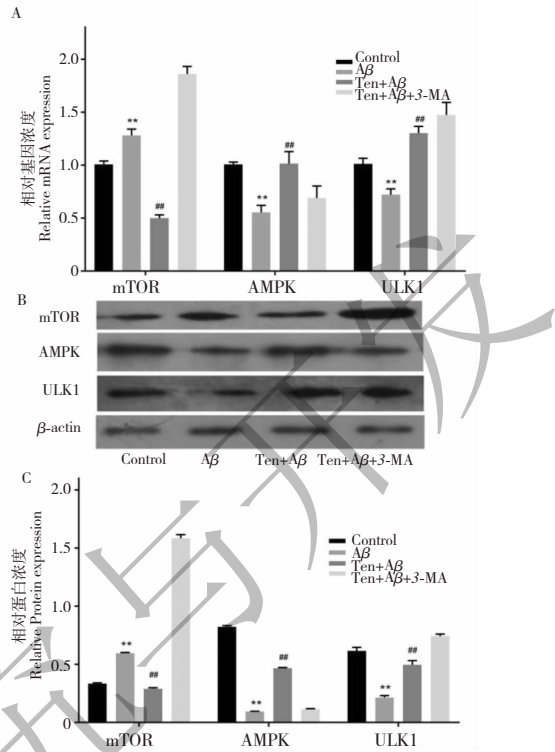 A
2.0
1.5
1.0
0.5
0
相对基因浓度
Relative mRNA expression
Control
Aβ
Ten+Aβ
Ten+Aβ+3-MA
**
##
**
##
**
##
mTOR
AMPK
ULK1
B
mTOR
AMPK
ULK1
β-actin
Control
Aβ
Ten+Aβ
Ten+Aβ+3-MA
C
2.0
1.5
1.0
0.5
0
相对蛋白浓度
Relative Protein expression
Control
Aβ
Ten+Aβ
Ten+Aβ+3-MA
**
##
**
##
**
##
mTOR
AMPK
ULK1
与开发